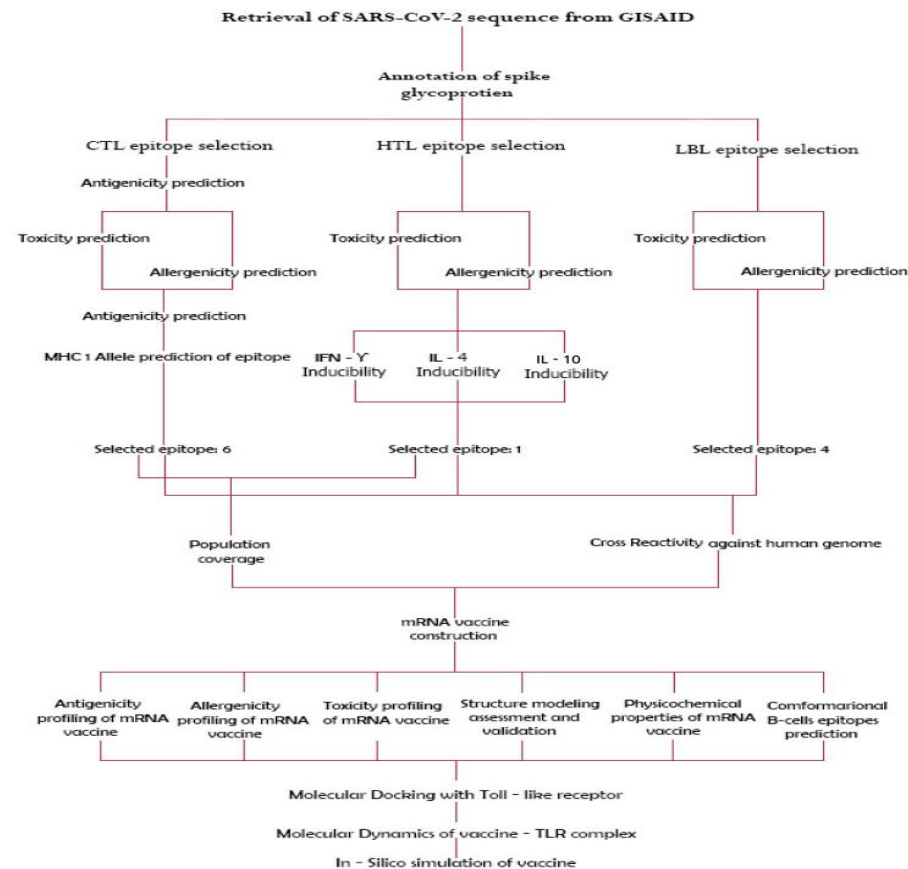 Retrieval of SARS-CoV-2 sequence from GISAID
Annotation of spike
glycoprotien
CTL epitope selection
HTL epitope selection
LBL epitope selection
Antigenicity prediction
Toxicity prediction
Allergenicity prediction
Toxicity prediction
Allergenicity prediction
Toxicity prediction
Allergenicity prediction
Antigenicity prediction
MHC 1 Allele prediction of epitope
IFN - ϒ
Inducibility
IL - 4
Inducibility
IL - 10
Inducibility
Selected epitope: 6
Selected epitope: 1
Selected epitope: 4
Population
coverage
Cross Reactivity against human genome
mRNA vaccine
construction
Antigenicity
profiling of mRNA
vaccine
Allergenicity
profiling of mRNA
vaccine
Toxicity profiling
of mRNA vaccine
Structure modeling
assessment and
validation
Physicochemical
properties of mRNA
vaccine
Comformarional
B-cells epitopes
prediction
Molecular Docking with Toll - like receptor
Molecular Dynamics of vaccine - TLR complex
In - Silico simulation of vaccine